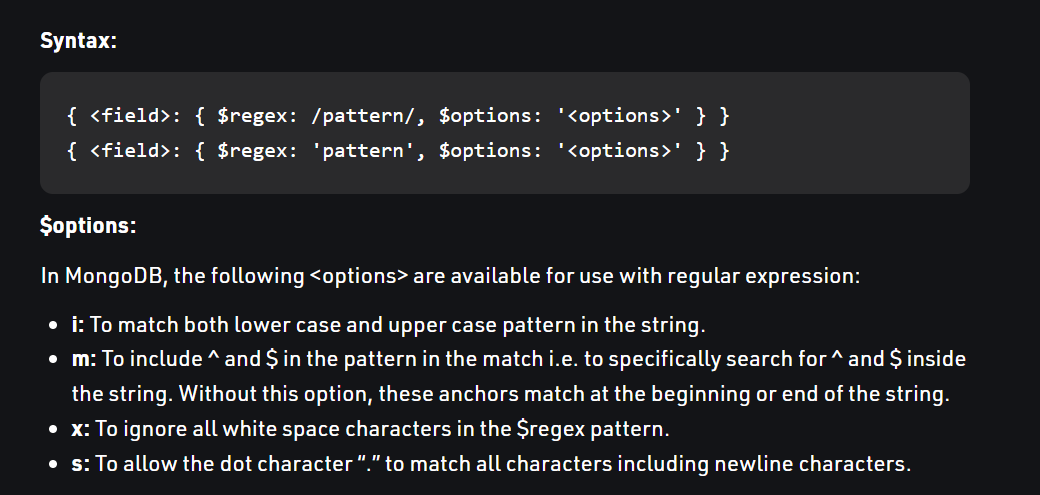 Syntax:
{ <field>: { $regex: /pattern/, $options: '<options>' } }
{ <field>: { $regex: 'pattern', $options: '<options>' } }
$options:
In MongoDB, the following <options> are available for use with regular expression:
• i: To match both lower case and upper case pattern in the string.
• m: To include ^ and $ in the pattern in the match i.e. to specifically search for ^ and $ inside
the string. Without this option, these anchors match at the beginning or end of the string.
• x: To ignore all white space characters in the $regex pattern.
• s: To allow the dot character “.” to match all characters including newline characters.